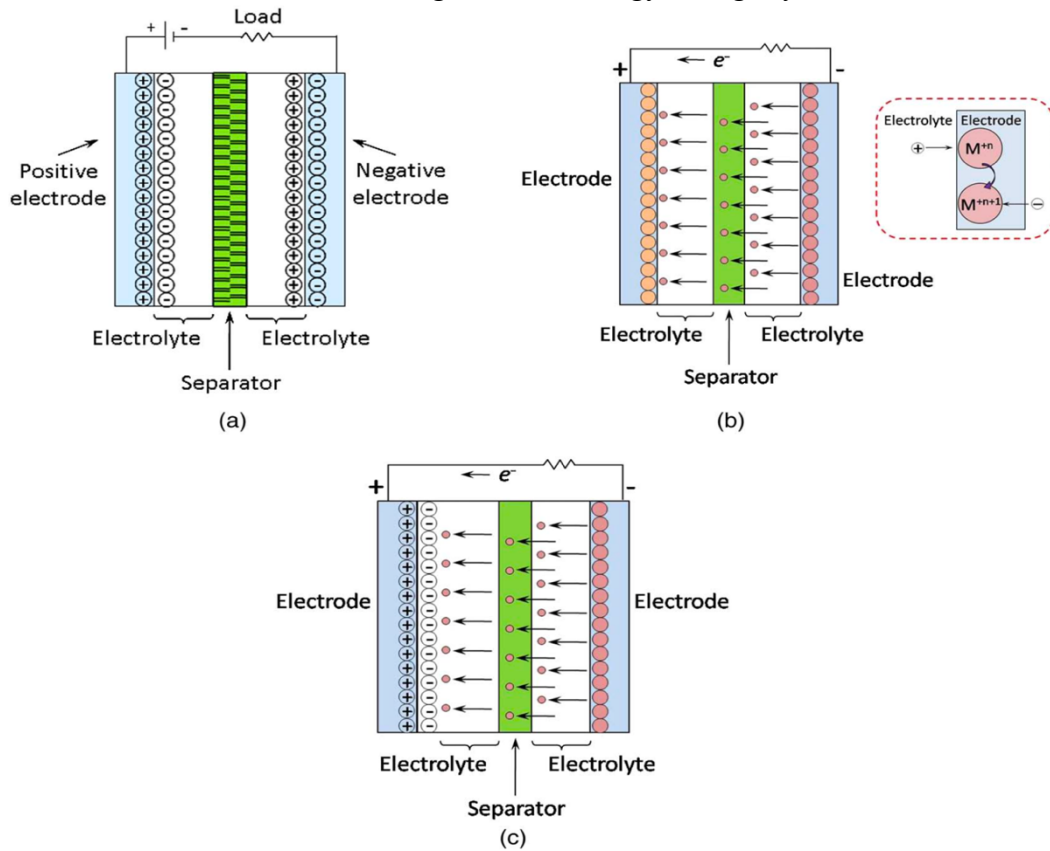 + -
Load
Positive
electrode
Negative
electrode
Electrolyte
Electrolyte
Separator
(a)
e⁻
+ -
Electrode
Electrode
Electrolyte
Electrolyte
Separator
(b)
Electrolyte
Electrode
M⁺ⁿ
M⁺ⁿ⁺¹
e⁻
+ -
Electrode
Electrode
Electrolyte
Electrolyte
Separator
(c)